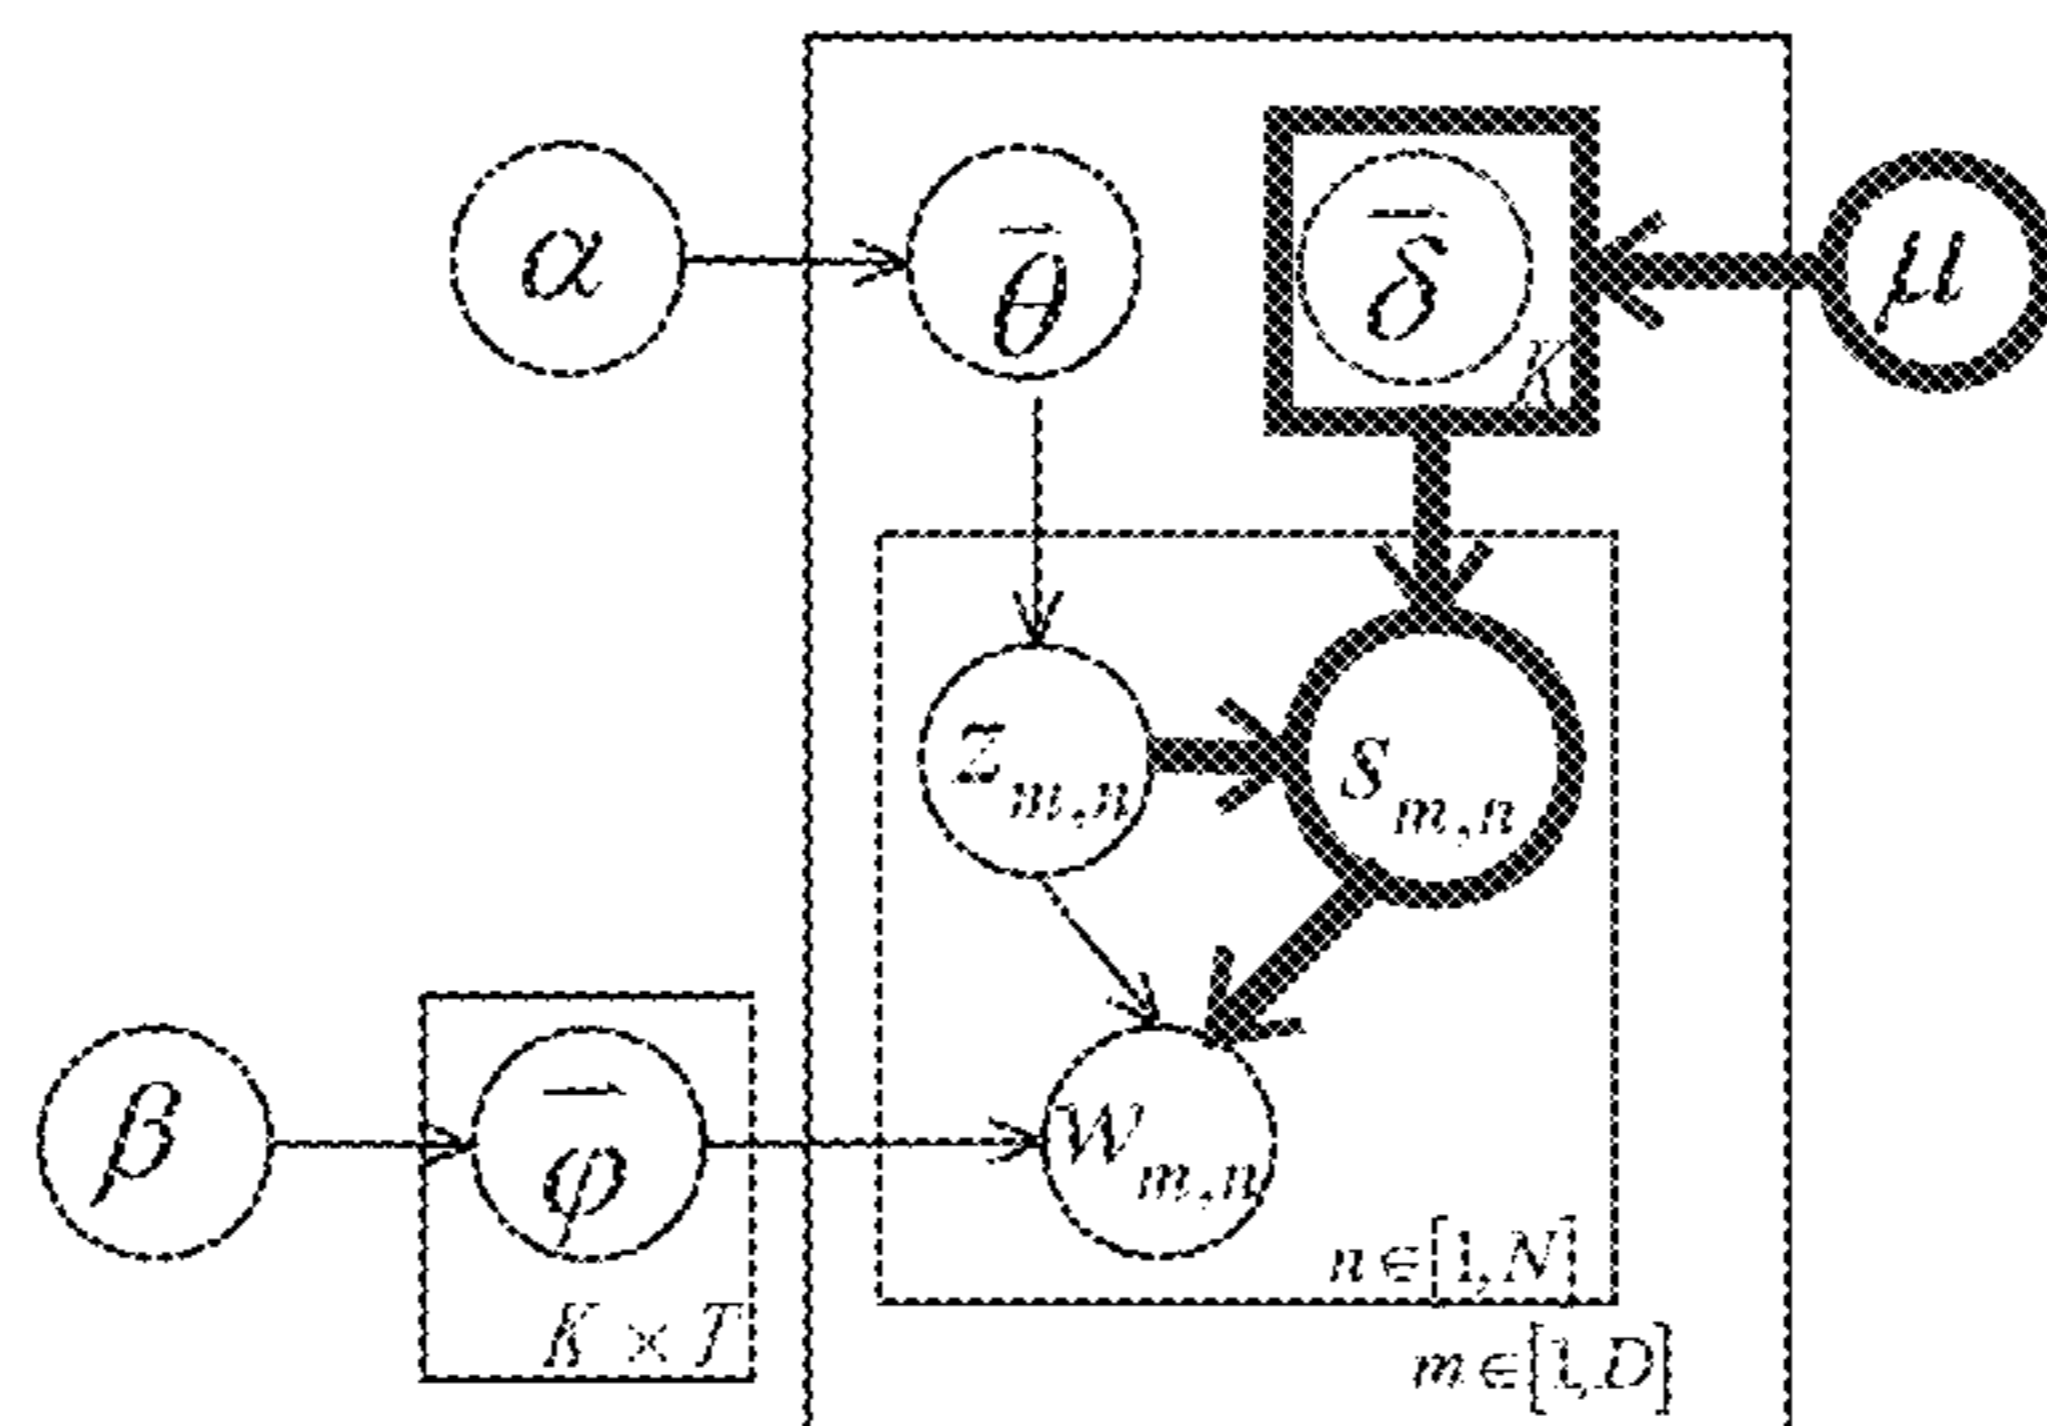 α
θ⃗
δ⃗
K
μ
z_{m,n}
s_{m,n}
β
φ⃗
K × T
w_{m,n}
n ∈ [1, N]
m ∈ [1, D]